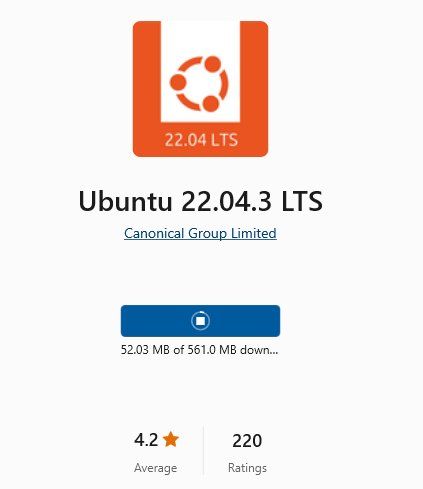 22.04 LTS
Ubuntu 22.04.3 LTS
Canonical Group Limited
52.03 MB of 561.0 MB down...
4.2 220
Average Ratings